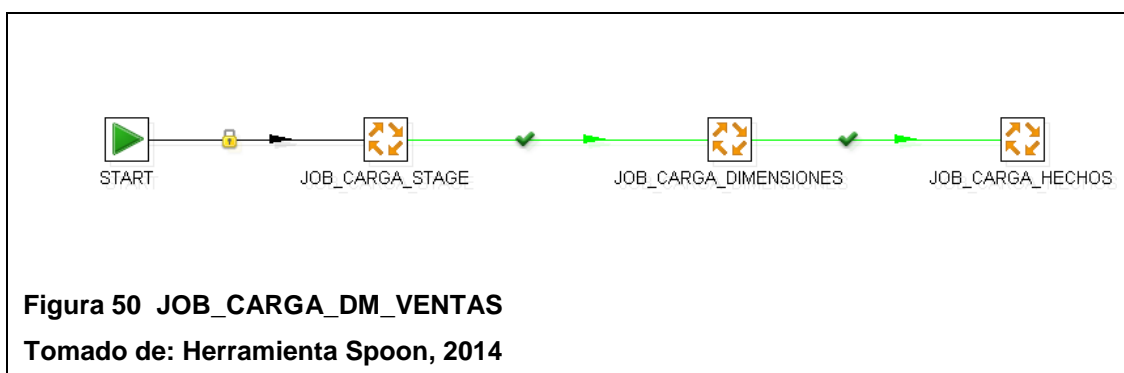 START
JOB_CARGA_STAGE
JOB_CARGA_DIMENSIONES
JOB_CARGA_HECHOS
Figura 50 JOB_CARGA_DM_VENTAS
Tomado de: Herramienta Spoon, 2014